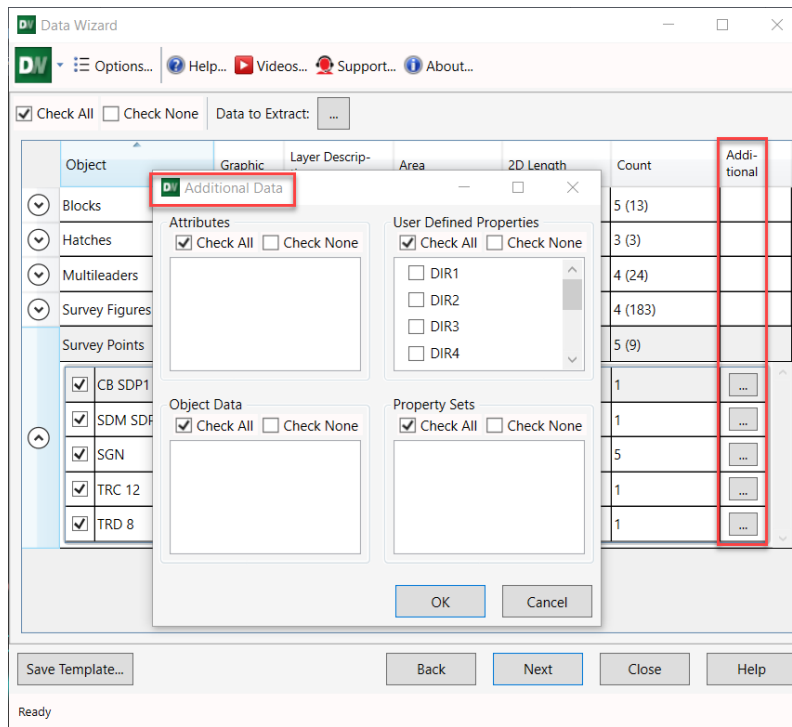 DV Data Wizard
DV Options... Help... Videos... Support... About...
Check All Check None Data to Extract: ...
Object Graphic Layer Descrip- Area 2D Length Count Addi-
tional
DV Additional Data
Blocks 5 (13)
Hatches 3 (3)
Multileaders 4 (24)
Survey Figures 4 (183)
Survey Points 5 (9)
CB SDP1 1 ...
SDM 1 ...
SGN 5 ...
TRC 12 1 ...
TRD 8 1 ...
Attributes
Check All Check None
User Defined Properties
Check All Check None
DIR1
DIR2
DIR3
DIR4
Object Data
Check All Check None
Property Sets
Check All Check None
OK Cancel
Save Template... Back Next Close Help
Ready